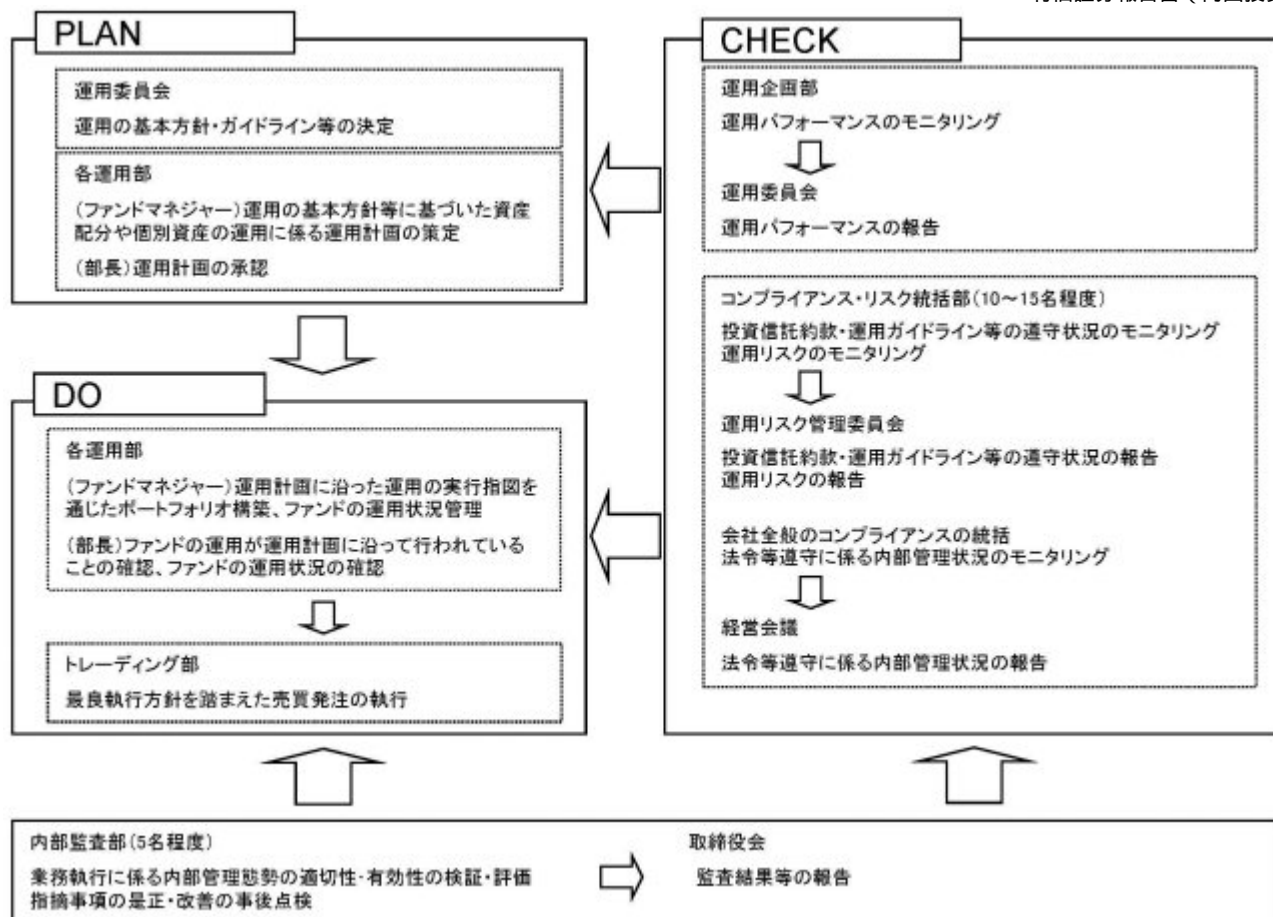 PLAN
運用委員会
運用の基本方針・ガイドライン等の決定
各運用部
(ファンドマネジャー)運用の基本方針等に基づいた資産
配分や個別資産の運用に係る運用計画の策定
(部長)運用計画の承認
DO
各運用部
(ファンドマネジャー)運用計画に沿った運用の実行指図を
通じたポートフォリオ構築、ファンドの運用状況管理
(部長)ファンドの運用が運用計画に沿って行われている
ことの確認、ファンドの運用状況の確認
トレーディング部
最良執行方針を踏まえた売買発注の執行
CHECK
運用企画部
運用パフォーマンスのモニタリング
運用委員会
運用パフォーマンスの報告
コンプライアンス・リスク統括部(10~15名程度)
投資信託約款・運用ガイドライン等の遵守状況のモニタリング
運用リスクのモニタリング
運用リスク管理委員会
投資信託約款・運用ガイドライン等の遵守状況の報告
運用リスクの報告
会社全般のコンプライアンスの統括
法令等遵守に係る内部管理状況のモニタリング
経営会議
法令等遵守に係る内部管理状況の報告
内部監査部(5名程度)
業務執行に係る内部管理態勢の適切性・有効性の検証・評価
指摘事項の是正・改善の事後点検
取締役会
監査結果等の報告